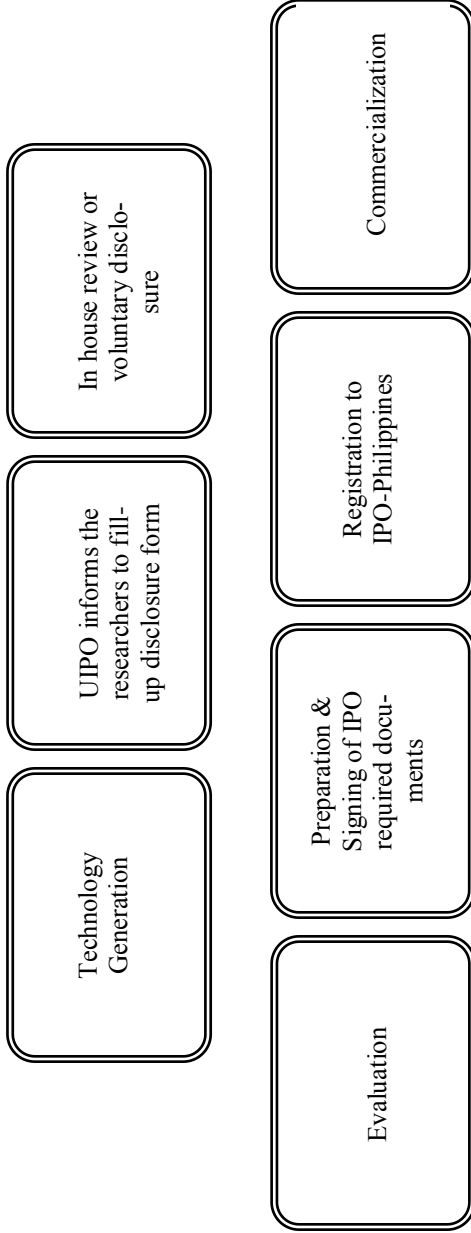 Technology
Generation
UIPO informs the
researchers to fill-
up disclosure form
In house review or
voluntary disclo-
sure
Evaluation
Preparation &
Signing of IPO
required docu-
ments
Registration to
IPO-Philippines
Commercialization